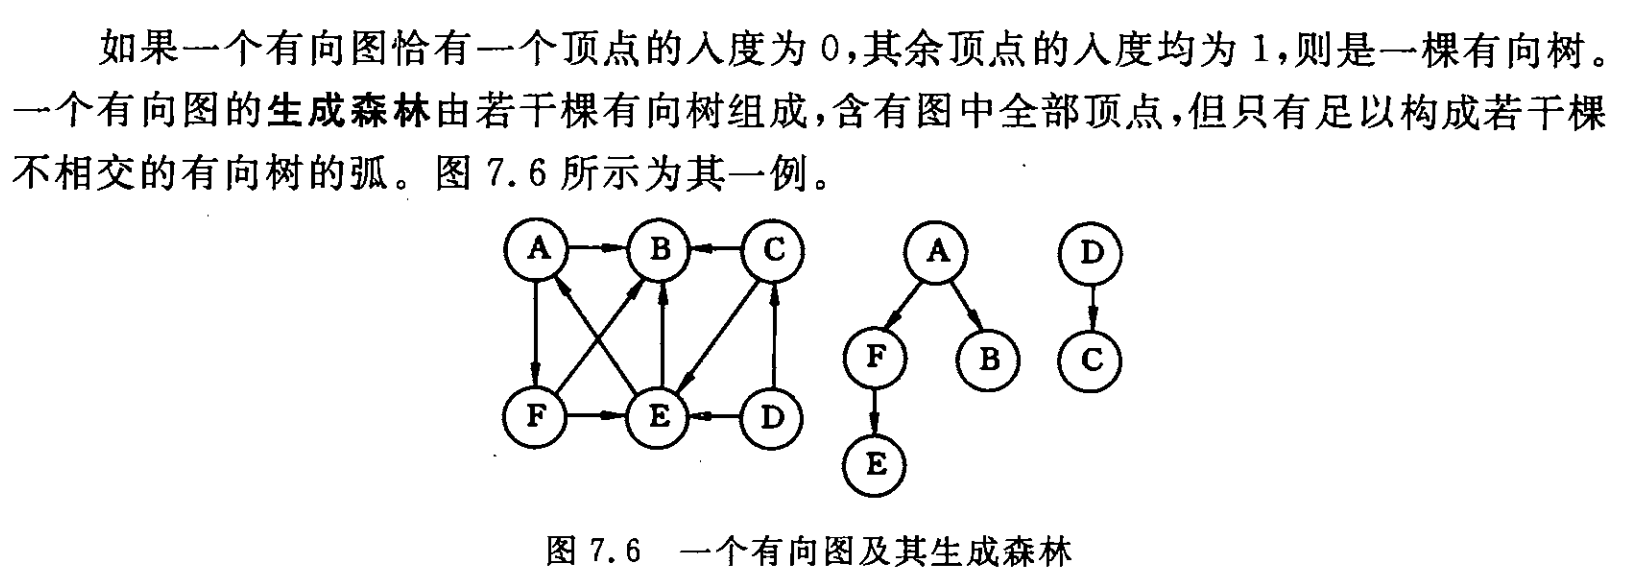 如果一个有向图恰有一个顶点的入度为 0,其余顶点的入度均为 1,则是一棵有向树。
一个有向图的生成森林由若干棵有向树组成,含有图中全部顶点,但只有足以构成若干棵
不相交的有向树的弧。图 7.6 所示为其一例。
A B C A D
F B C
F E D
E
图 7.6 一个有向图及其生成森林